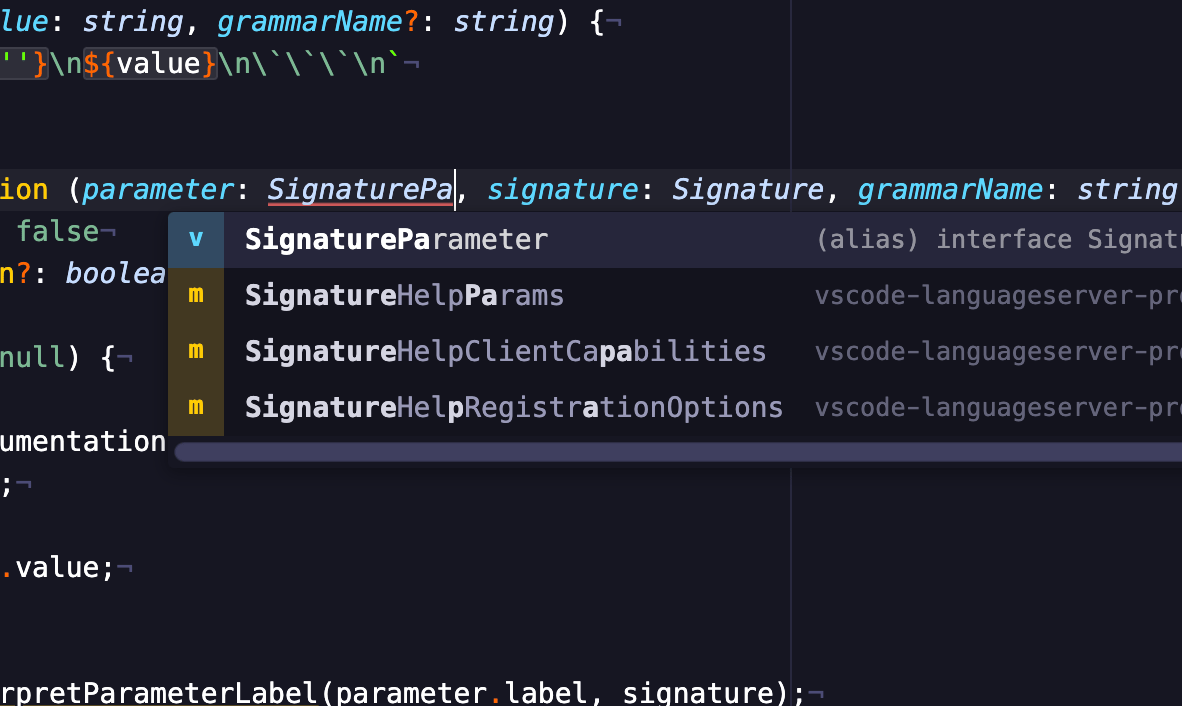 lue: string, grammarName?: string) {¬
''}\n${value}\n\`\`\`\n`¬
ion (parameter: SignaturePa, signature: Signature, grammarName: string
false¬
v SignatureParameter (alias) interface Signatu
n?: boolea
m SignatureHelpParams vscode-languageserver-pro
m SignatureHelpClientCapabilities vscode-languageserver-pro
null) {¬
m SignatureHelpRegistrationOptions vscode-languageserver-pro
umentation
;¬
.value;¬
rpretParameterLabel(parameter.label, signature);¬